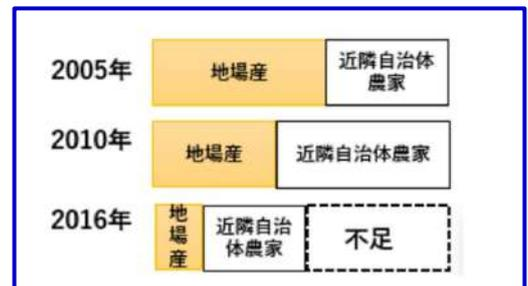 2005年
地場産
近隣自治体
農家
2010年
地場産
近隣自治体農家
2016年
地
場
産
近隣自治
体農家
不足